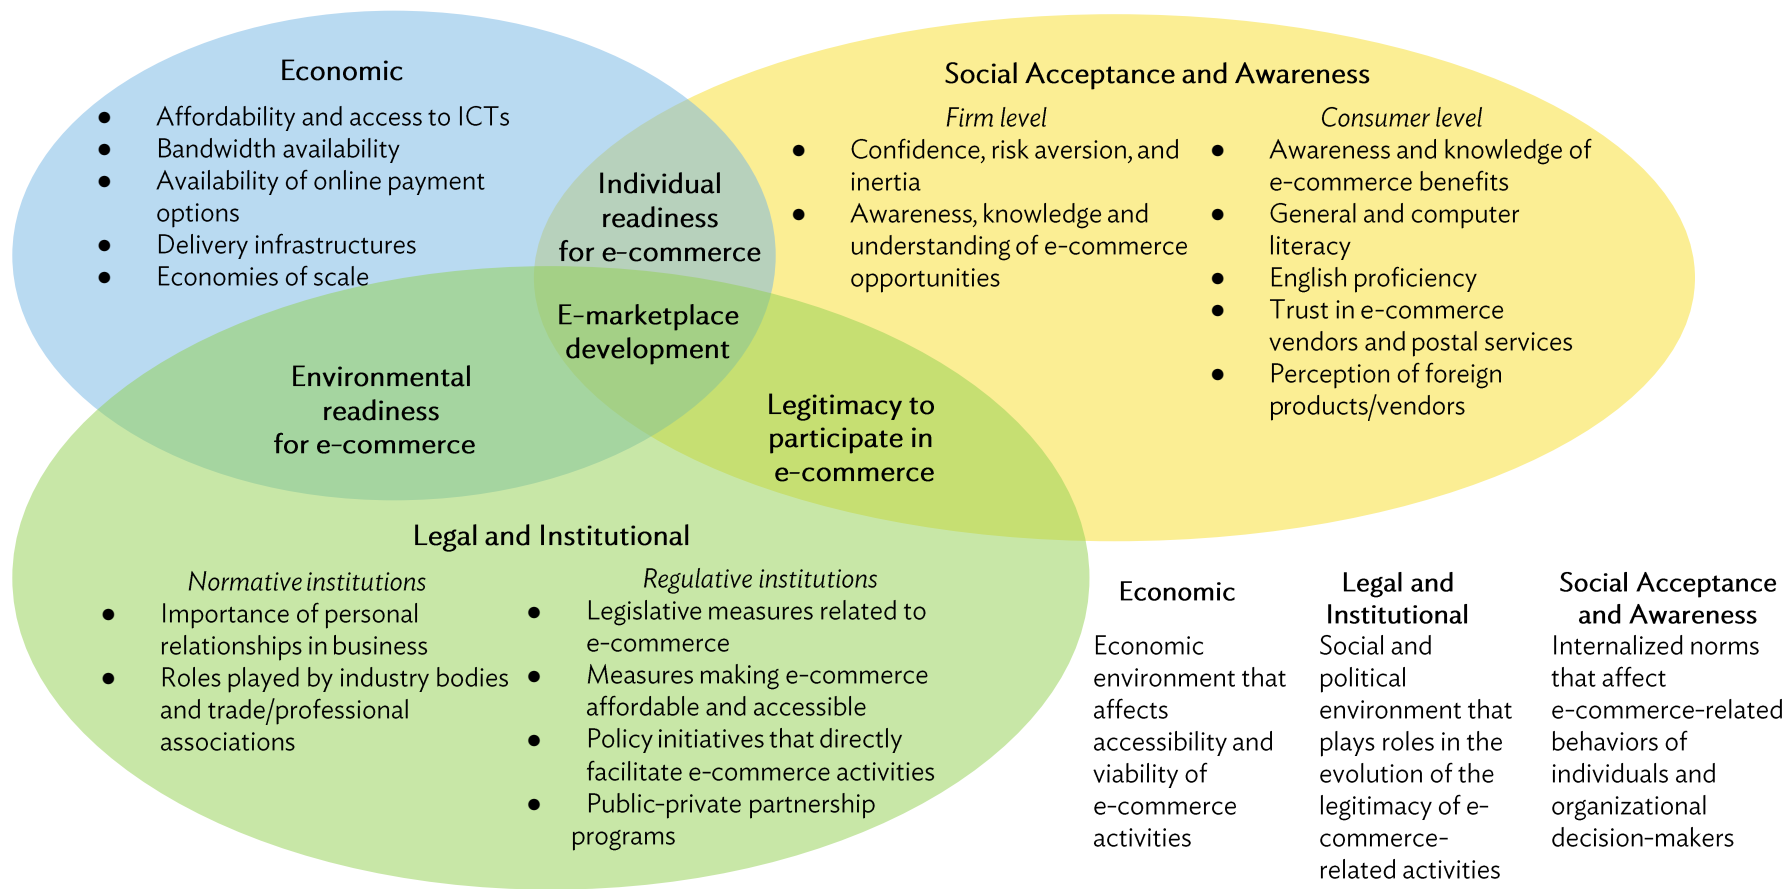 Economic
● Affordability and access to ICTs
● Bandwidth availability
● Availability of online payment
options
● Delivery infrastructures
● Economies of scale
Social Acceptance and Awareness
Firm level
● Confidence, risk aversion, and
inertia
● Awareness, knowledge and
understanding of e-commerce
opportunities
Consumer level
● Awareness and knowledge of
e-commerce benefits
● General and computer
literacy
● English proficiency
● Trust in e-commerce
vendors and postal services
● Perception of foreign
products/vendors
Individual
readiness
for e-commerce
E-marketplace
development
Environmental
readiness
for e-commerce
Legitimacy to
participate in
e-commerce
Legal and Institutional
Normative institutions
● Importance of personal
relationships in business
● Roles played by industry bodies
and trade/professional
associations
Regulative institutions
● Legislative measures related to
e-commerce
● Measures making e-commerce
affordable and accessible
● Policy initiatives that directly
facilitate e-commerce activities
● Public-private partnership
programs
Economic
Economic
environment that
affects
accessibility and
viability of
e-commerce
activities
Legal and
Institutional
Social and
political
environment that
plays roles in the
evolution of the
legitimacy of e-
commerce-
related activities
Social Acceptance
and Awareness
Internalized norms
that affect
e-commerce-related
behaviors of
individuals and
organizational
decision-makers